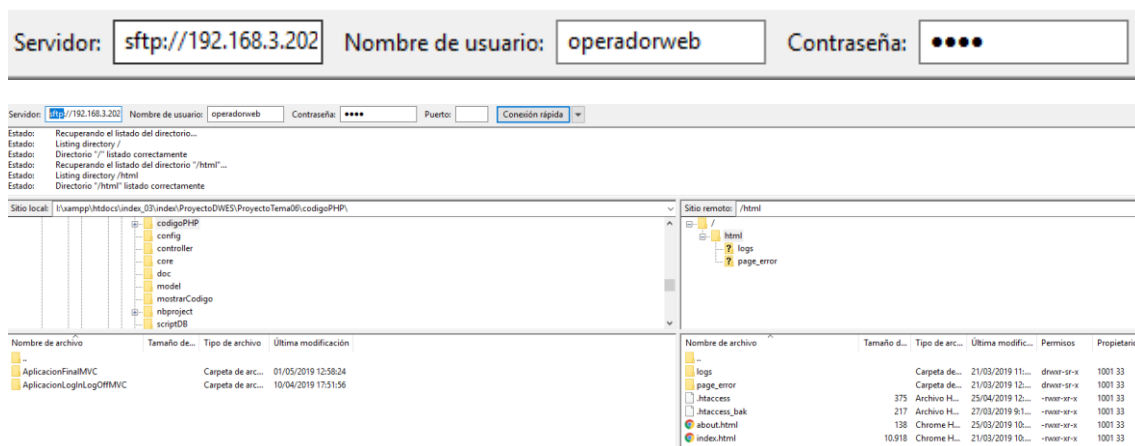 Servidor: sftp://192.168.3.202 Nombre de usuario: operadorweb Contraseña: ●●●●
Servidor: sftp://192.168.3.202 Nombre de usuario: operadorweb Contraseña: ●●●● Puerto: Conexión rápida
Estado: Recuperando el listado del directorio...
Estado: Listing directory /
Estado: Directorio "/" listado correctamente
Estado: Recuperando el listado del directorio "/html"...
Estado: Listing directory /html
Estado: Directorio "/html" listado correctamente
Sitio local: I:\xampp\htdocs\index_03\index\ProyectoDWES\ProyectoTema06\codigoPHP\
codigoPHP
config
controller
core
doc
model
mostrarCodigo
nbproject
scriptDB
Sitio remoto: /html
/
html
logs
page_error
Nombre de archivo Tamaño de... Tipo de archivo Última modificación
..
AplicacionFinalMVC Carpeta de arc... 01/05/2019 12:58:24
AplicacionLogInLogOffMVC Carpeta de arc... 10/04/2019 17:51:56
Nombre de archivo Tamaño d... Tipo de arc... Última modific... Permisos Propietario
..
logs Carpeta de... 21/03/2019 11:... drwxr-sr-x 1001 33
page_error Carpeta de... 21/03/2019 12:... drwxr-sr-x 1001 33
.htaccess 375 Archivo H... 25/04/2019 12:... -rwxr-xr-x 1001 33
.htaccess_bak 217 Archivo H... 27/03/2019 9:1... -rwxr-xr-x 1001 33
about.html 138 Chrome H... 25/03/2019 10:... -rwxr-xr-x 1001 33
index.html 10.918 Chrome H... 21/03/2019 10:... -rwxr-xr-x 1001 33